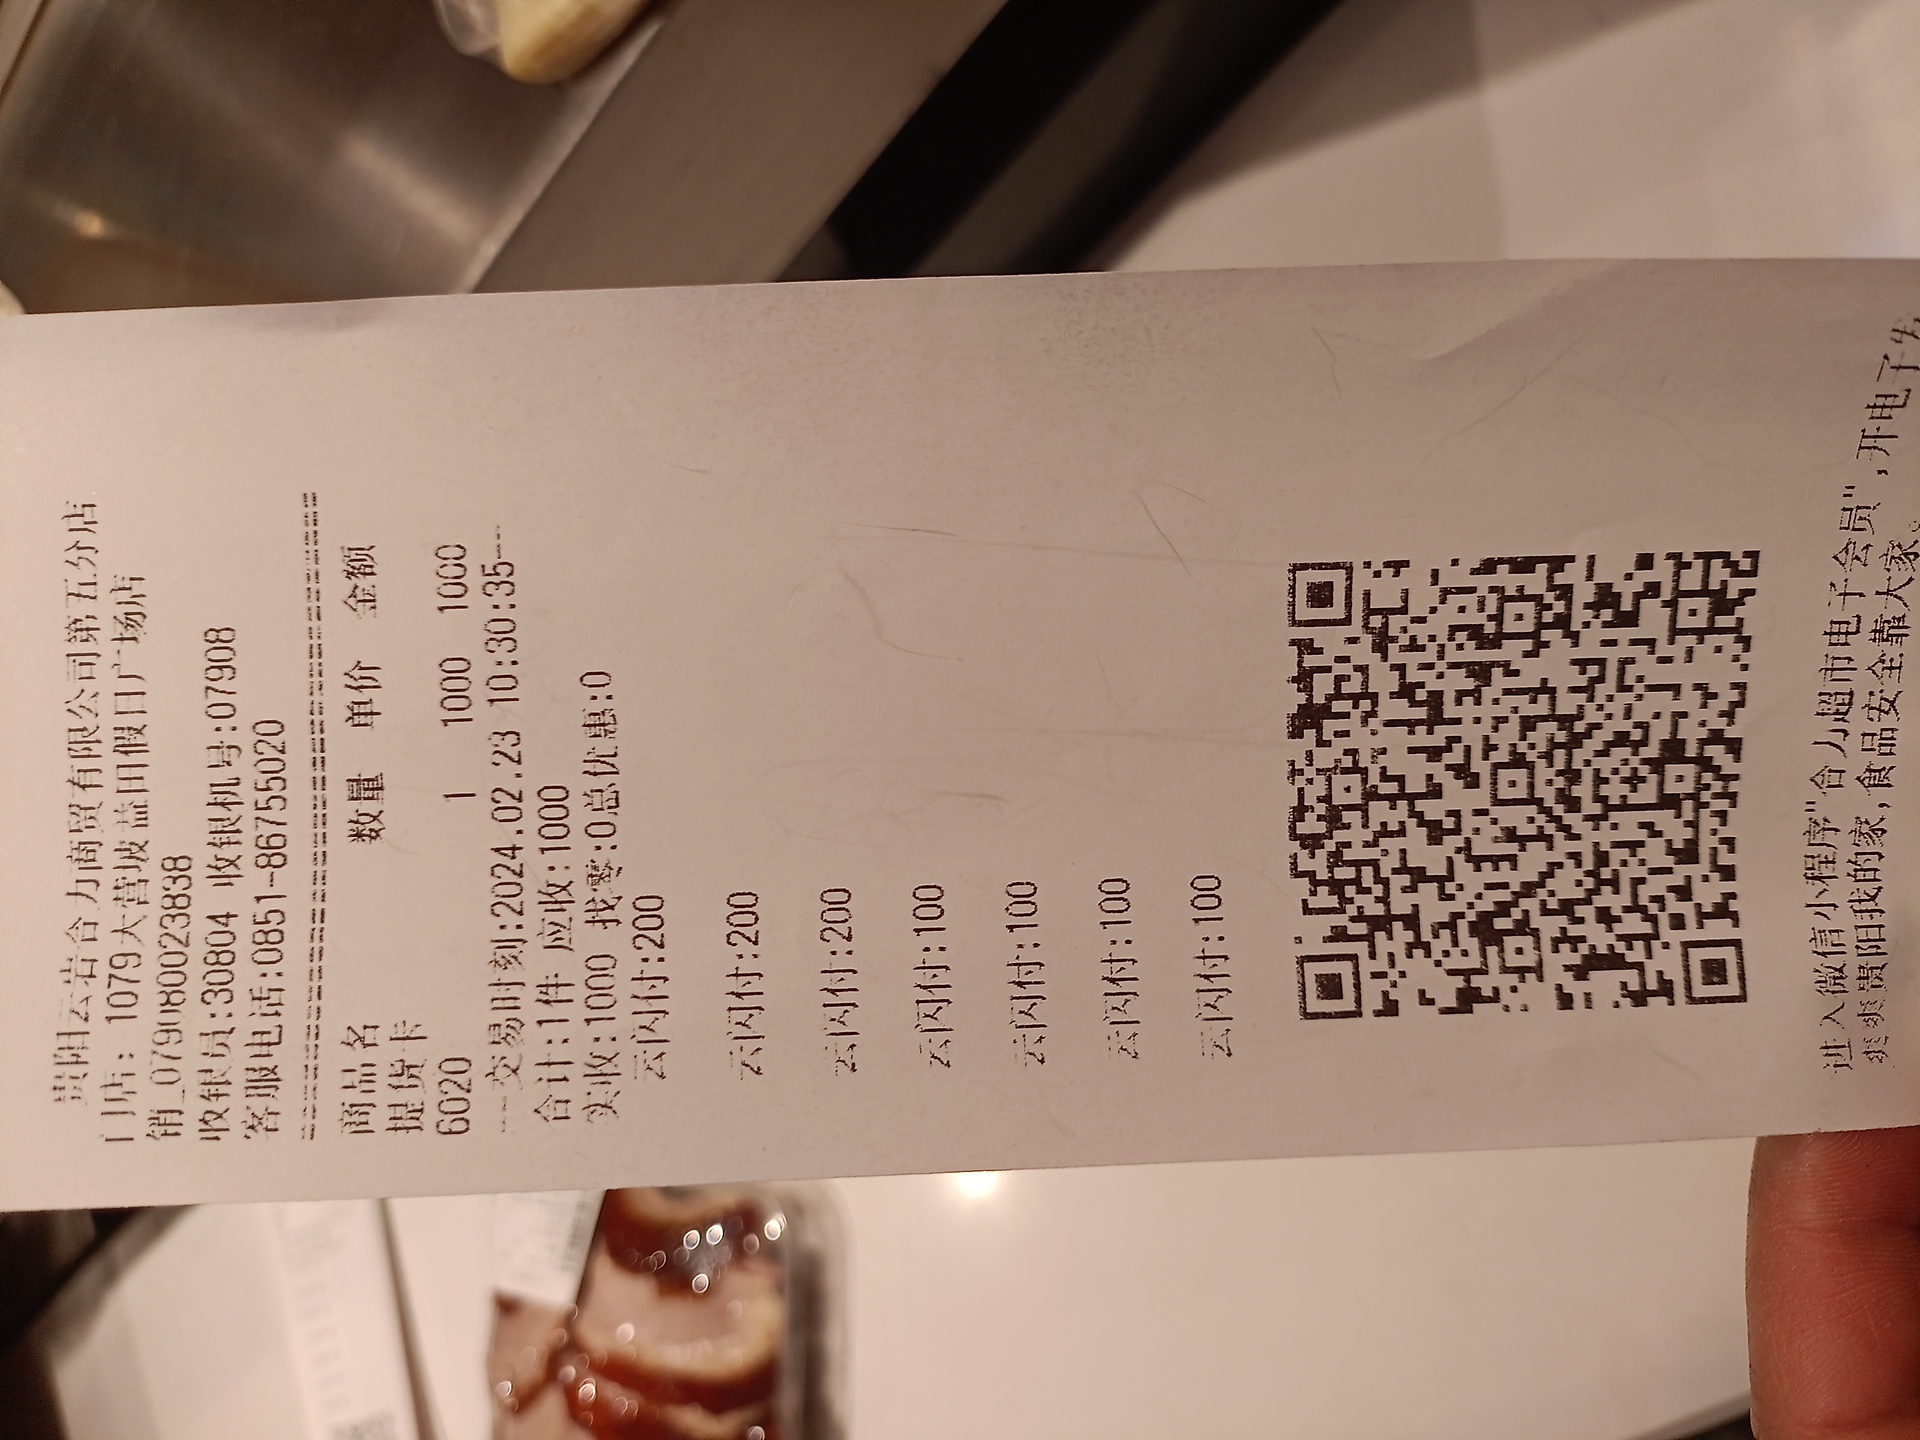 贵阳云岩合力商贸有限公司第五分店
门店: 1079大营坡益田假日广场店
销_079080023838
收银员:30804 收银机号:07908
客服电话:0851-86755020
商品名 数量 单价 金额
提货卡
6020 1 1000 1000
---交易时刻:2024.02.23 10:30:35---
合计:1件 应收:1000
实收:1000 找零:0总优惠:0
云闪付:200
云闪付:200
云闪付:200
云闪付:100
云闪付:100
云闪付:100
云闪付:100
进入微信小程序"合力超市电子会员",开电子发
爽爽贵阳我的家,食品安全靠大家。